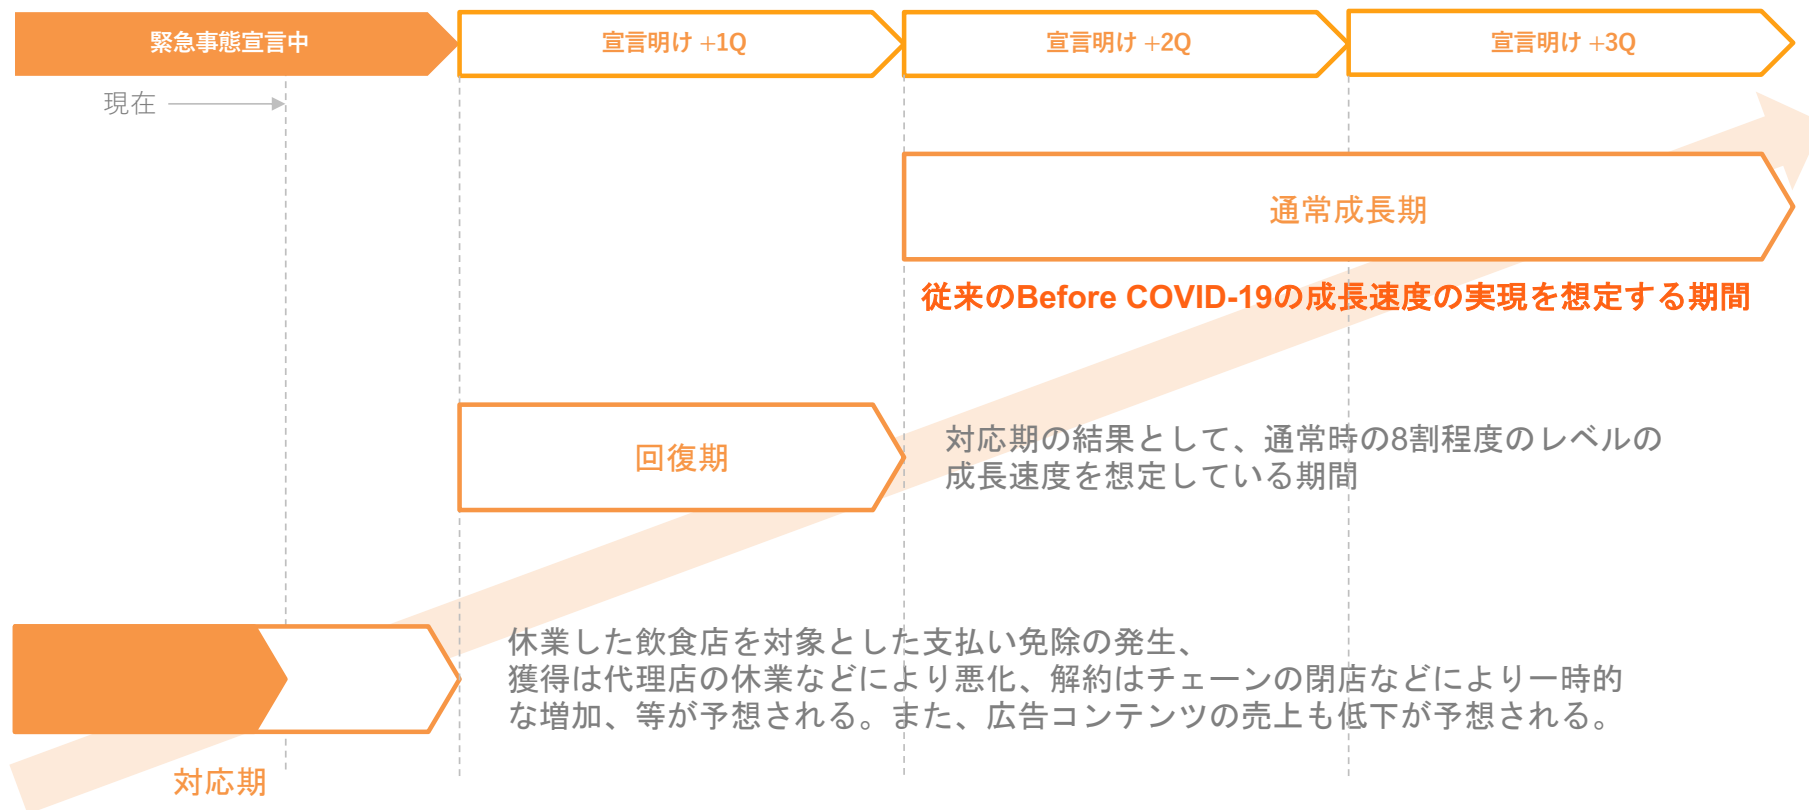 緊急事態宣言中
宣言明け +1Q
宣言明け +2Q
宣言明け +3Q
現在
通常成長期
従来のBefore COVID-19の成長速度の実現を想定する期間
回復期
対応期の結果として、通常時の8割程度のレベルの
成長速度を想定している期間
休業した飲食店を対象とした支払い免除の発生、
獲得は代理店の休業などにより悪化、解約はチェーンの閉店などにより一時的
な増加、等が予想される。また、広告コンテンツの売上も低下が予想される。
対応期